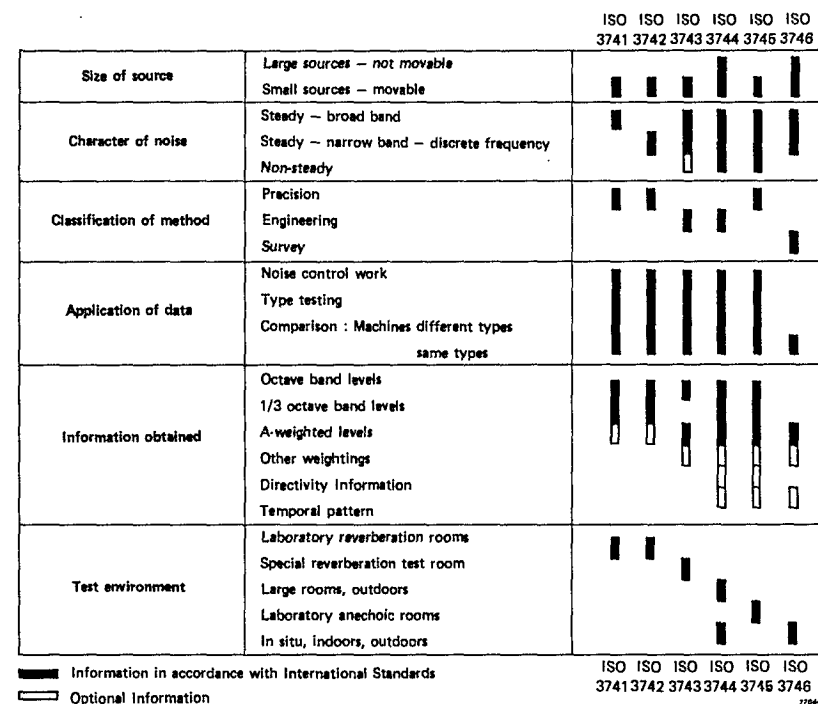 ISO ISO ISO ISO ISO ISO
3741 3742 3743 3744 3745 3746
Size of source
Large sources – not movable
Small sources – movable
Character of noise
Steady – broad band
Steady – narrow band – discrete frequency
Non-steady
Classification of method
Precision
Engineering
Survey
Application of data
Noise control work
Type testing
Comparison : Machines different types
same types
Information obtained
Octave band levels
1/3 octave band levels
A-weighted levels
Other weightings
Directivity Information
Temporal pattern
Test environment
Laboratory reverberation rooms
Special reverberation test room
Large rooms, outdoors
Laboratory anechoic rooms
In situ, indoors, outdoors
Information in accordance with International Standards
Optional Information
ISO ISO ISO ISO ISO ISO
3741 3742 3743 3744 3745 3746